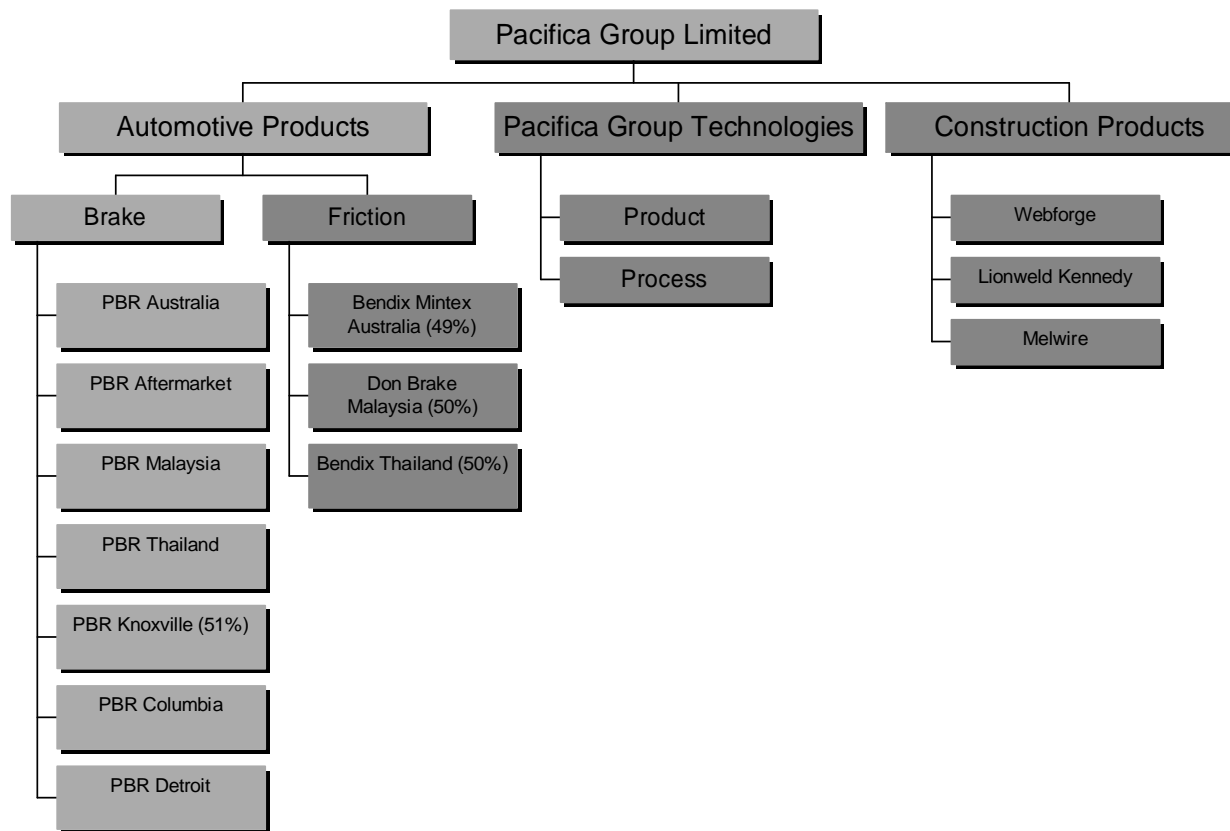 Pacifica Group Limited
Automotive Products
Pacifica Group Technologies
Construction Products
Brake
Friction
Product
Process
Webforge
Lionweld Kennedy
Melwire
PBR Australia
PBR Aftermarket
PBR Malaysia
PBR Thailand
PBR Knoxville (51%)
PBR Columbia
PBR Detroit
Bendix Mintex
Australia (49%)
Don Brake
Malaysia (50%)
Bendix Thailand (50%)